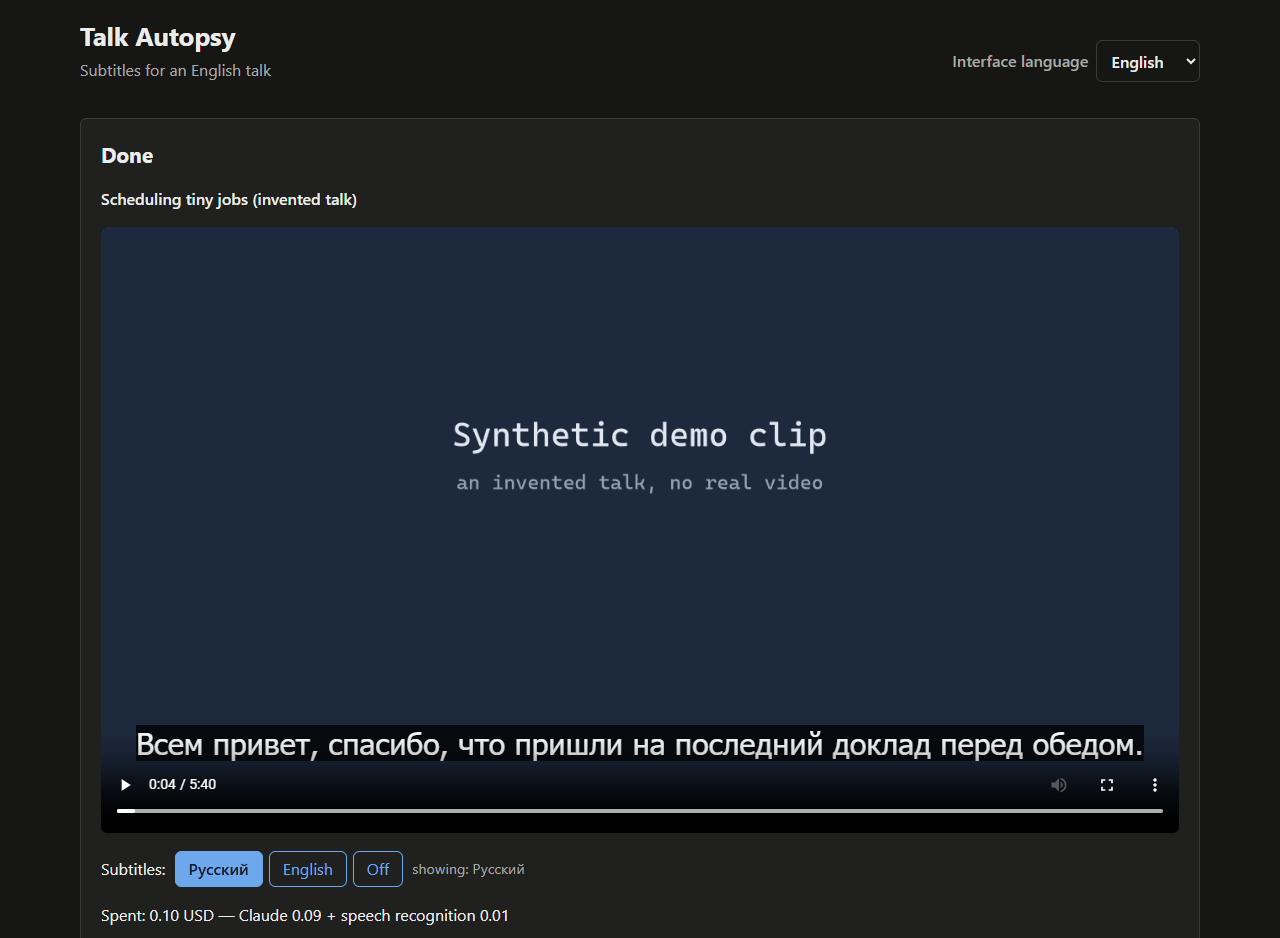 Talk Autopsy
Subtitles for an English talk
Interface language English
Done
Scheduling tiny jobs (invented talk)
Synthetic demo clip
an invented talk, no real video
Всем привет, спасибо, что пришли на последний доклад перед обедом.
0:04 / 5:40
Subtitles: Русский English Off showing: Русский
Spent: 0.10 USD — Claude 0.09 + speech recognition 0.01